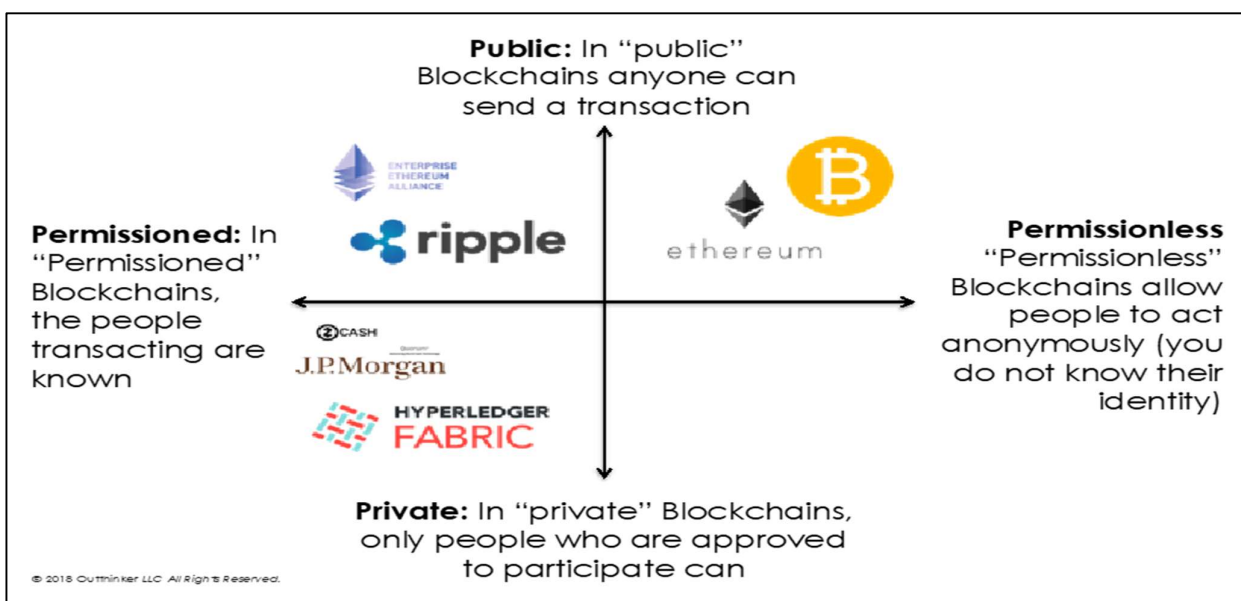 Public: In “public”
Blockchains anyone can
send a transaction
ENTERPRISE
ETHEREUM
ALLIANCE
ripple
ethereum
Permissioned: In
“Permissioned”
Blockchains,
the people
transacting are
known
Permissionless
“Permissionless”
Blockchains allow
people to act
anonymously (you
do not know their
identity)
ZCASH
J.P.Morgan
HYPERLEDGER
FABRIC
Private: In “private” Blockchains,
only people who are approved
to participate can
© 2018 Outthinker LLC All Rights Reserved.